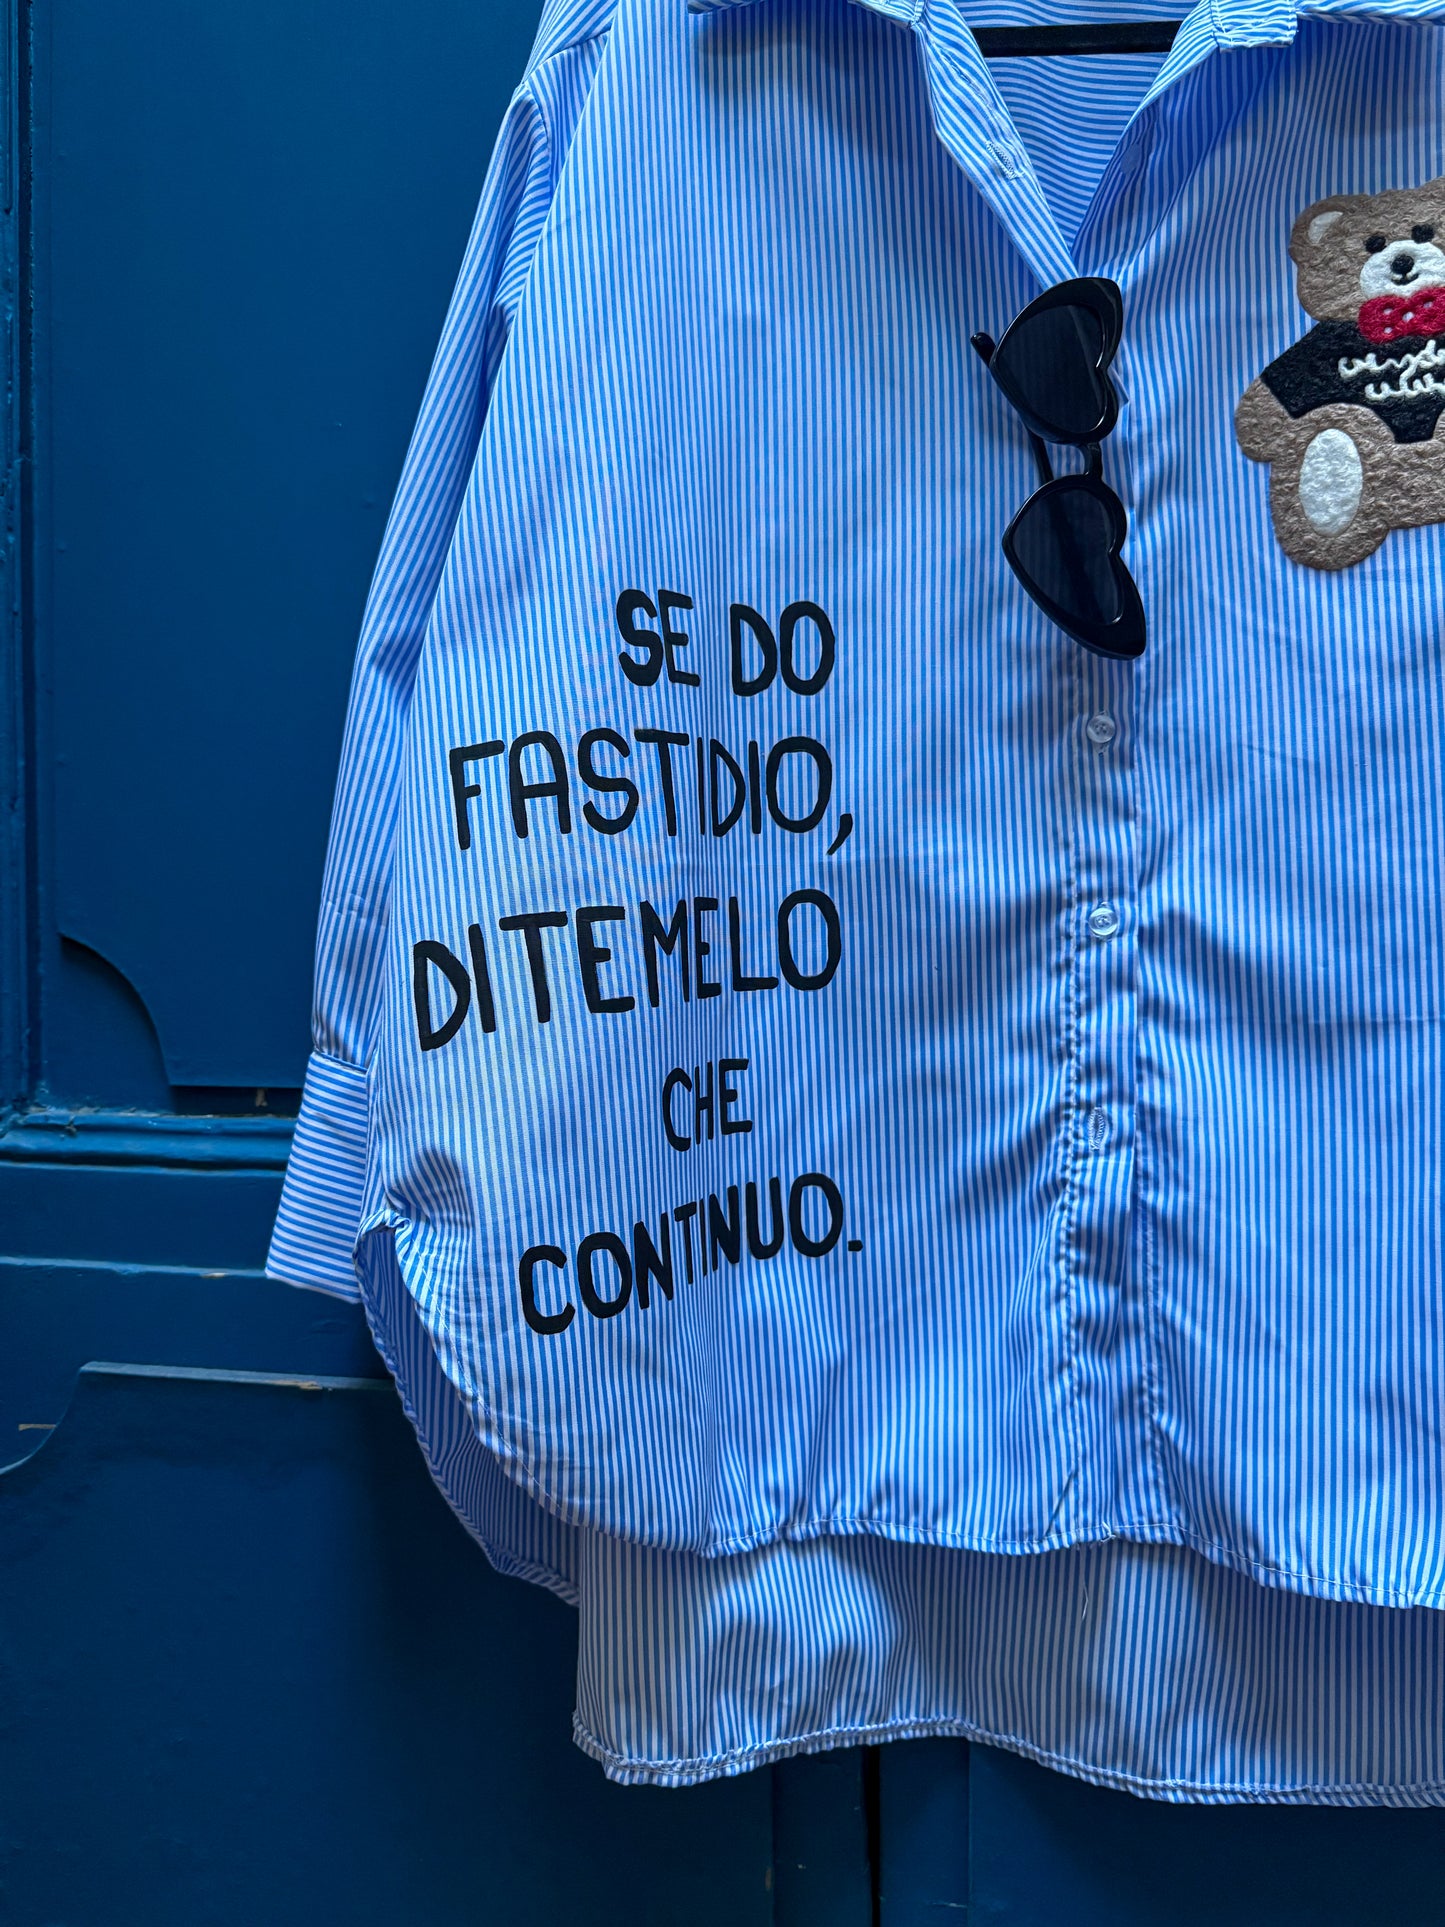 SE DO
FASTIDIO,
DITEMELO
CHE
CONTINUO.